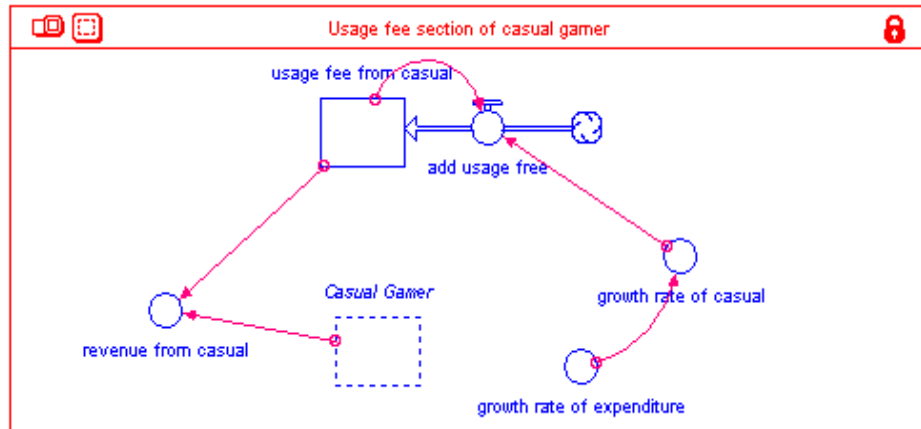 Usage fee section of casual gamer
usage fee from casual
add usage free
growth rate of casual
Casual Gamer
revenue from casual
growth rate of expenditure